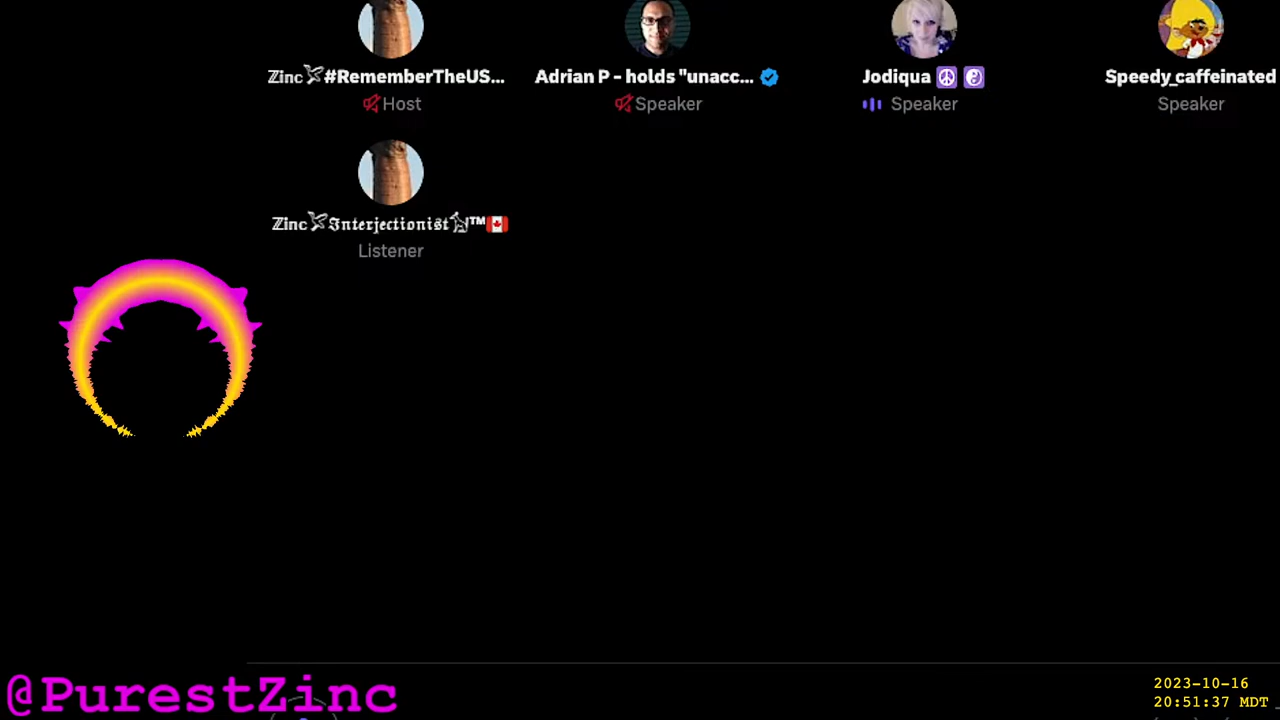 ℤinc🕊#RememberTheUS...
Adrian P - holds "unacc...
Jodiqua ☮️ ☯️
Speedy_caffeinated
Host
Speaker
Speaker
Speaker
ℤinc🕊𝕴𝖓𝖙𝖊𝖗𝖏𝖊𝖈𝖙𝖎𝖔𝖓𝖎𝖘𝖙™🇨🇦
Listener
@PurestZinc
2023-10-16
20:51:37 MDT